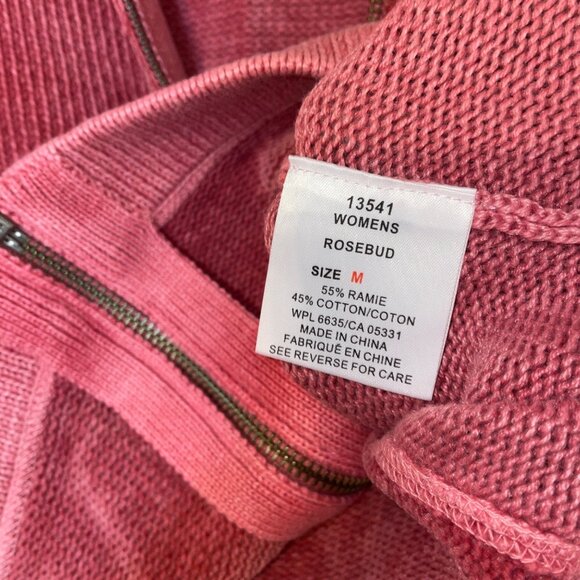 13541
WOMENS
ROSEBUD
SIZE M
55% RAMIE
45% COTTON/COTON
WPL 6635/CA 05331
MADE IN CHINA
FABRIQUÉ EN CHINE
SEE REVERSE FOR CARE